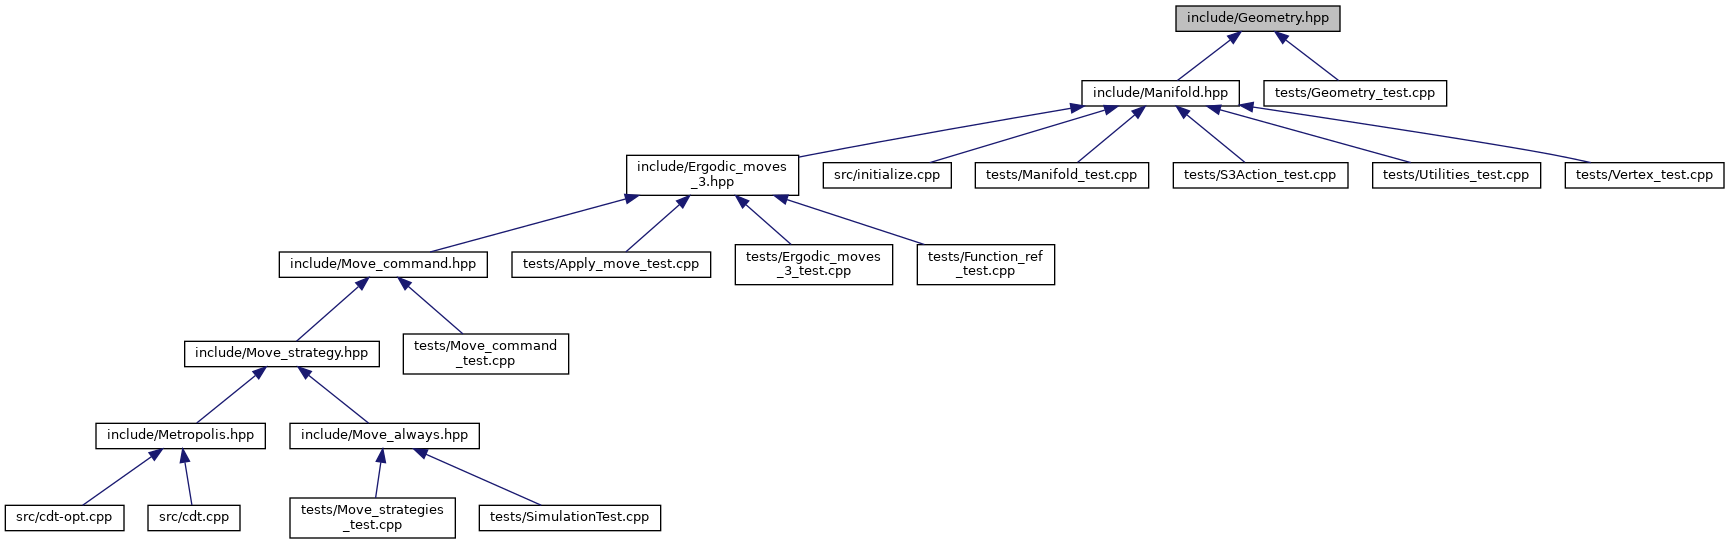 include/Geometry.hpp
include/Manifold.hpp
tests/Geometry_test.cpp
include/Ergodic_moves
_3.hpp
src/initialize.cpp
tests/Manifold_test.cpp
tests/S3Action_test.cpp
tests/Utilities_test.cpp
tests/Vertex_test.cpp
include/Move_command.hpp
tests/Apply_move_test.cpp
tests/Ergodic_moves
_3_test.cpp
tests/Function_ref
_test.cpp
include/Move_strategy.hpp
tests/Move_command
_test.cpp
include/Metropolis.hpp
include/Move_always.hpp
src/cdt-opt.cpp
src/cdt.cpp
tests/Move_strategies
_test.cpp
tests/SimulationTest.cpp